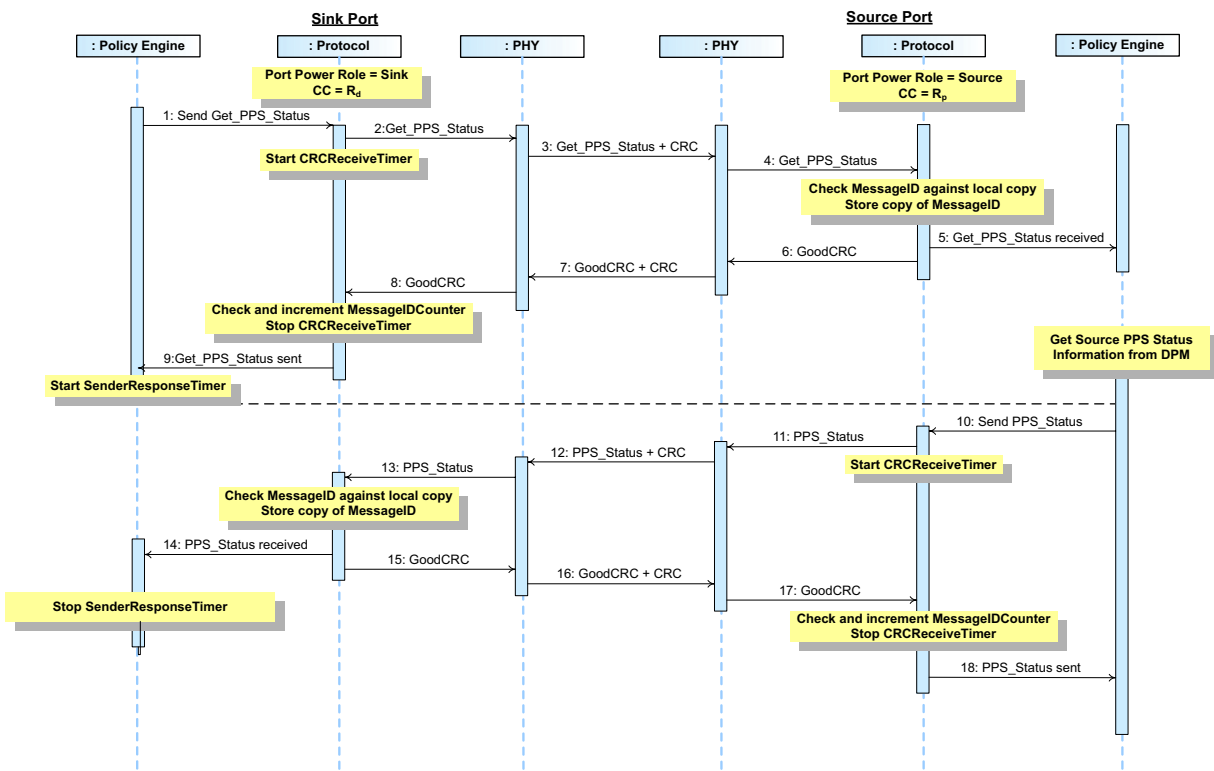 Sink Port
Source Port
: Policy Engine
: Protocol
: PHY
: PHY
: Protocol
: Policy Engine
Port Power Role = Sink
CC = Rd
Port Power Role = Source
CC = Rp
1: Send Get_PPS_Status
2:Get_PPS_Status
Start CRCReceiveTimer
3: Get_PPS_Status + CRC
4: Get_PPS_Status
Check MessageID against local copy
Store copy of MessageID
5: Get_PPS_Status received
6: GoodCRC
7: GoodCRC + CRC
8: GoodCRC
Check and increment MessageIDCounter
Stop CRCReceiveTimer
9:Get_PPS_Status sent
Start SenderResponseTimer
Get Source PPS Status
Information from DPM
10: Send PPS_Status
11: PPS_Status
Start CRCReceiveTimer
12: PPS_Status + CRC
13: PPS_Status
Check MessageID against local copy
Store copy of MessageID
14: PPS_Status received
15: GoodCRC
16: GoodCRC + CRC
17: GoodCRC
Stop SenderResponseTimer
Check and increment MessageIDCounter
Stop CRCReceiveTimer
18: PPS_Status sent